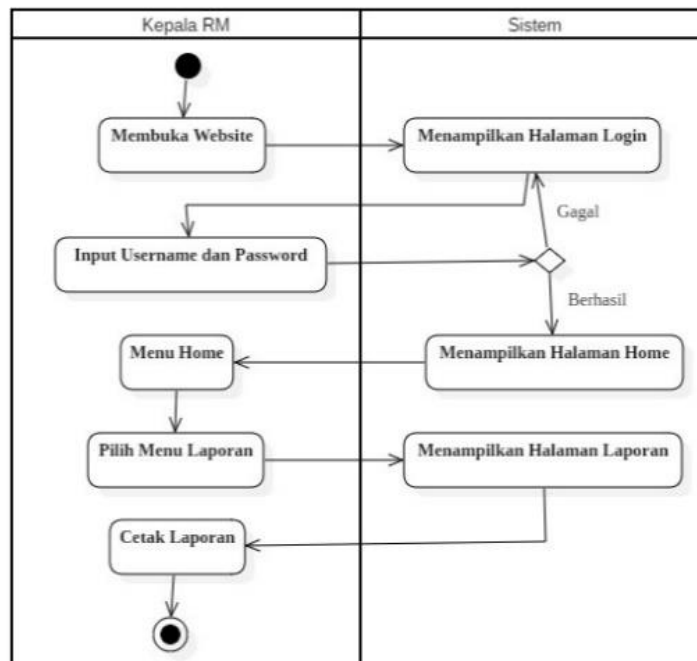 Kepala RM
Sistem
Membuka Website
Menampilkan Halaman Login
Gagal
Input Username dan Password
Berhasil
Menu Home
Menampilkan Halaman Home
Pilih Menu Laporan
Menampilkan Halaman Laporan
Cetak Laporan